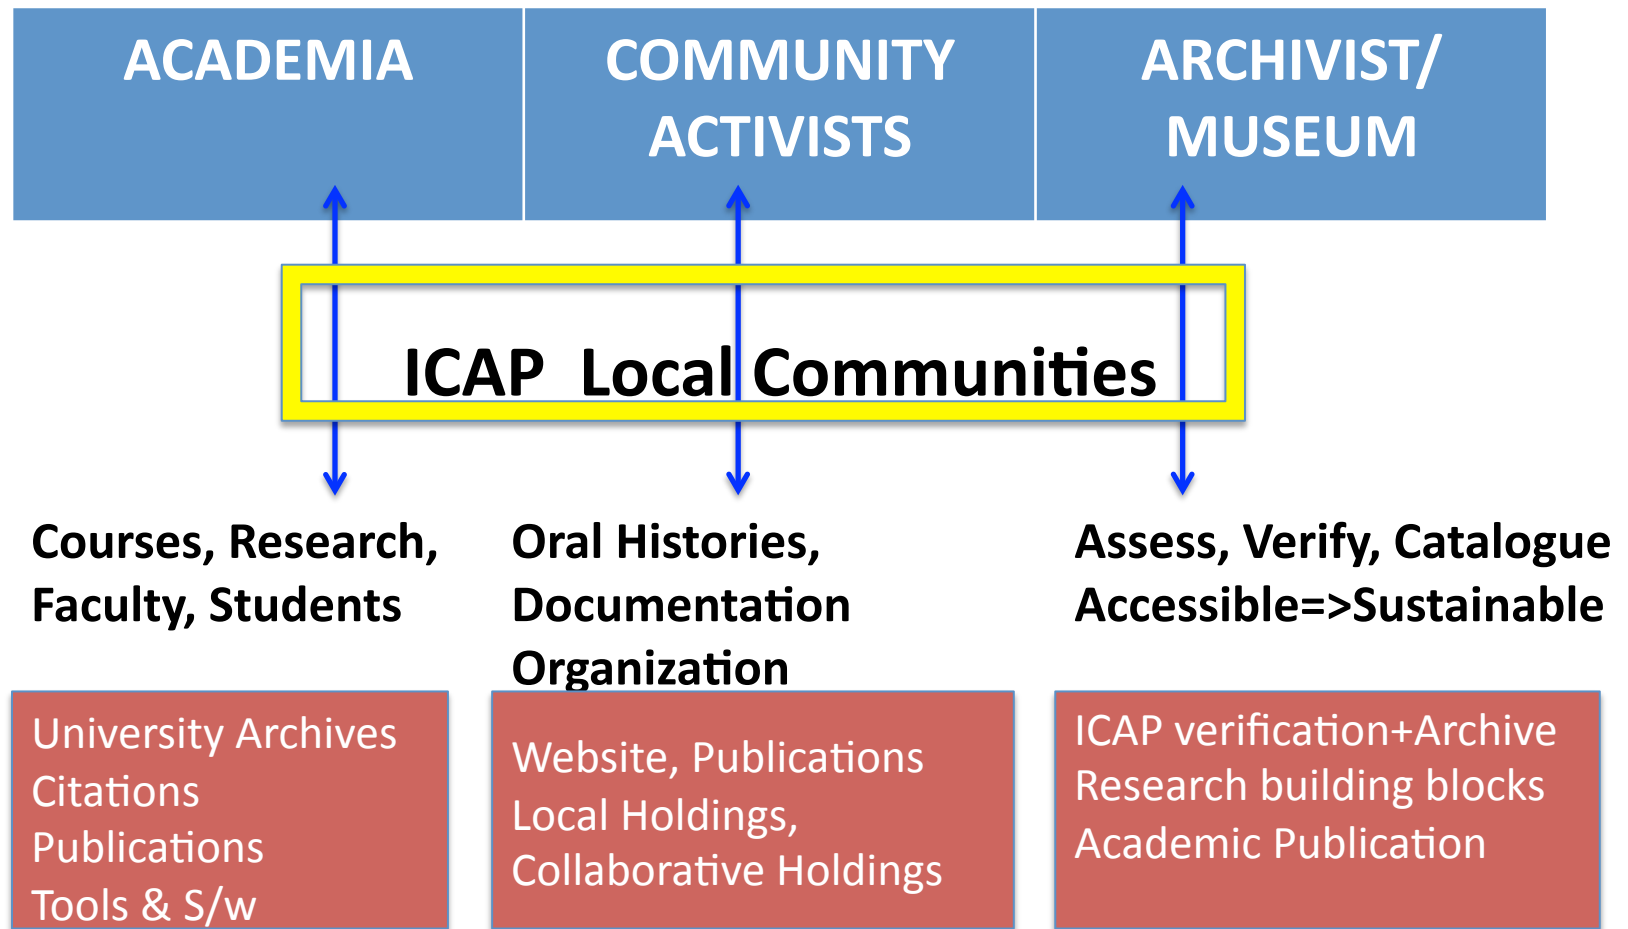 ACADEMIA
COMMUNITY
ACTIVISTS
ARCHIVIST/
MUSEUM
ICAP  Local Communities
Courses, Research,
Faculty, Students
Oral Histories,
Documentation
Organization
Assess, Verify, Catalogue
Accessible=>Sustainable
University Archives
Citations
Publications
Tools & S/w
Website, Publications
Local Holdings,
Collaborative Holdings
ICAP verification+Archive
Research building blocks
Academic Publication